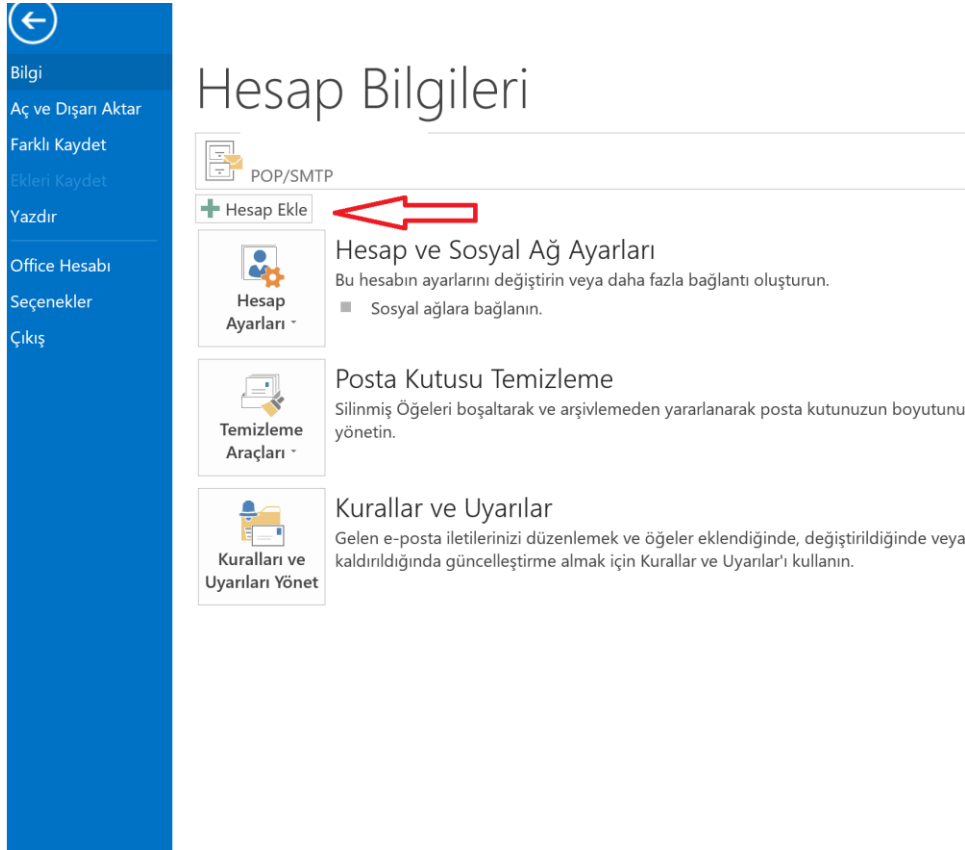 Bilgi
Aç ve Dışarı Aktar
Farklı Kaydet
Ekleri Kaydet
Yazdır
Office Hesabı
Seçenekler
Çıkış
Hesap Bilgileri
POP/SMTP
Hesap Ekle
Hesap
Ayarları
Hesap ve Sosyal Ağ Ayarları
Bu hesabın ayarlarını değiştirin veya daha fazla bağlantı oluşturun.
Sosyal ağlara bağlanın.
Temizleme
Araçları
Posta Kutusu Temizleme
Silinmiş Öğeleri boşaltarak ve arşivlemeden yararlanarak posta kutunuzun boyutunu
yönetin.
Kuralları ve
Uyarıları Yönet
Kurallar ve Uyarılar
Gelen e-posta iletilerinizi düzenlemek ve öğeler eklendiğinde, değiştirildiğinde veya
kaldırıldığında güncelleştirme almak için Kurallar ve Uyarılar'ı kullanın.